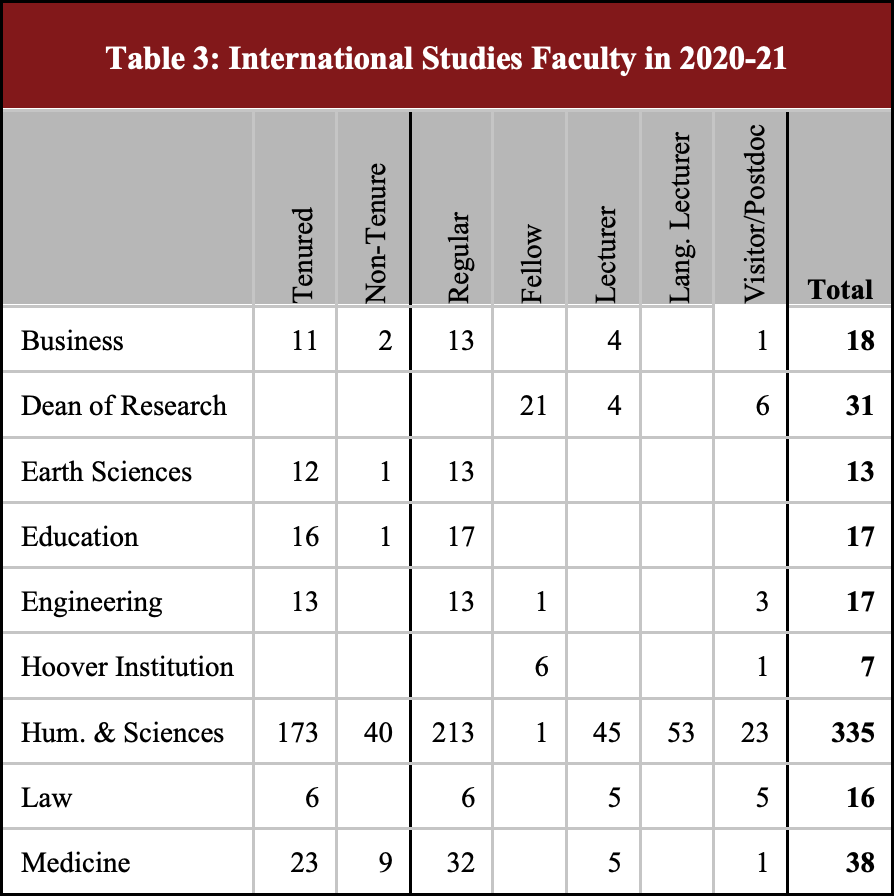 Table 3: International Studies Faculty in 2020-21
Tenured Non-Tenure Regular Fellow Lecturer Lang. Lecturer Visitor/Postdoc Total
Business 11 2 13 4 1 18
Dean of Research 21 4 6 31
Earth Sciences 12 1 13 13
Education 16 1 17 17
Engineering 13 13 1 3 17
Hoover Institution 6 1 7
Hum. & Sciences 173 40 213 1 45 53 23 335
Law 6 6 5 5 16
Medicine 23 9 32 5 1 38